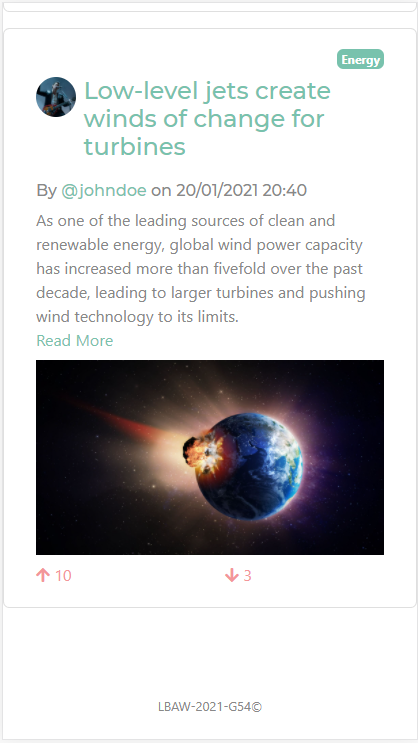 Energy
Low-level jets create
winds of change for
turbines
By @johndoe on 20/01/2021 20:40
As one of the leading sources of clean and
renewable energy, global wind power capacity
has increased more than fivefold over the past
decade, leading to larger turbines and pushing
wind technology to its limits.
Read More
10 3
LBAW-2021-G54©